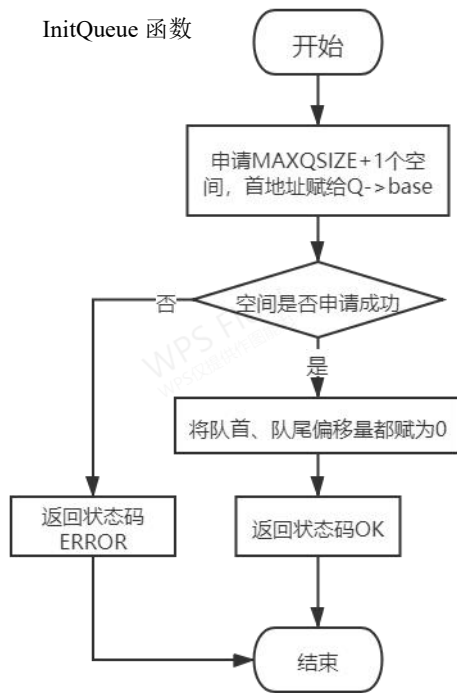 InitQueue 函数
开始
申请MAXQSIZE+1个空
间，首地址赋给Q->base
空间是否申请成功
否
是
将队首、队尾偏移量都赋为0
返回状态码
ERROR
返回状态码OK
结束